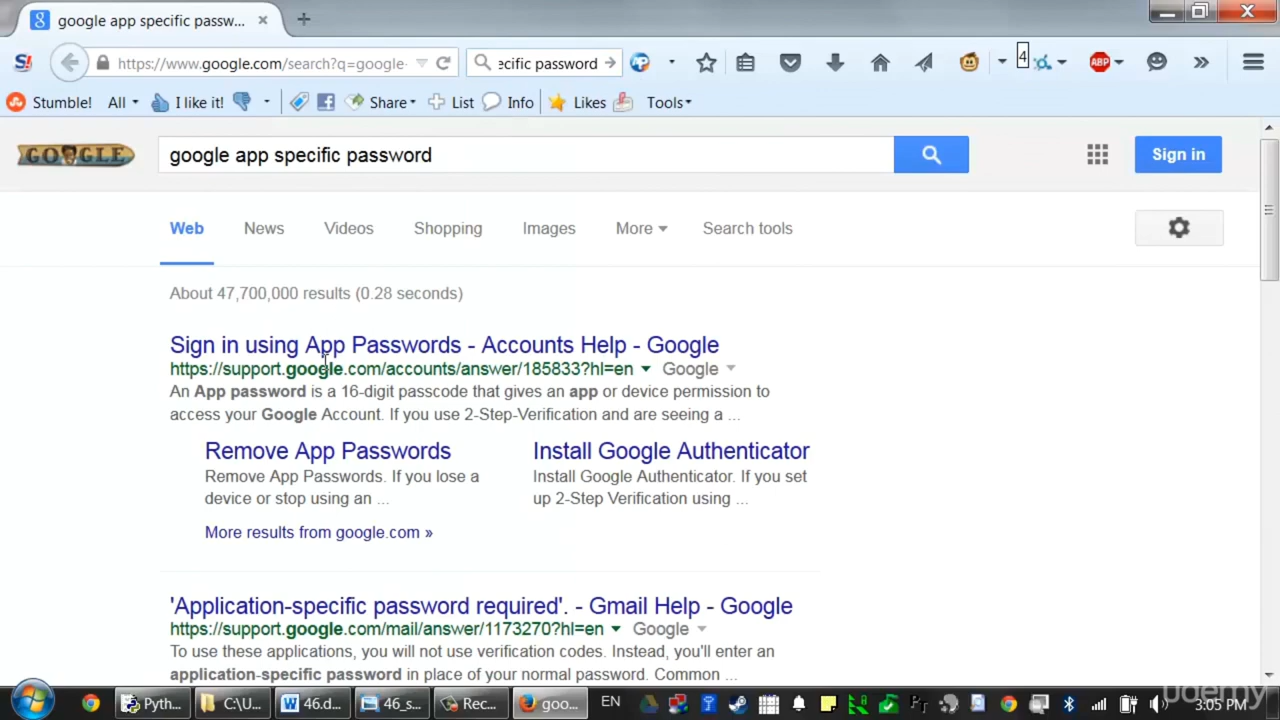 google app specific passw...
https://www.google.com/search?q=google-
ecific password
4
ABP
Stumble!
All
I like it!
Share
List
Info
Likes
Tools
GOOGLE
google app specific password
Sign in
Web
News
Videos
Shopping
Images
More
Search tools
About 47,700,000 results (0.28 seconds)
Sign in using App Passwords - Accounts Help - Google
https://support.google.com/accounts/answer/185833?hl=en
Google
An App password is a 16-digit passcode that gives an app or device permission to
access your Google Account. If you use 2-Step-Verification and are seeing a ...
Remove App Passwords
Remove App Passwords. If you lose a
device or stop using an ...
Install Google Authenticator
Install Google Authenticator. If you set
up 2-Step Verification using ...
More results from google.com »
'Application-specific password required'. - Gmail Help - Google
https://support.google.com/mail/answer/1173270?hl=en
Google
To use these applications, you will not use verification codes. Instead, you'll enter an
application-specific password in place of your normal password. Common ...
Pyth...
C:\U...
46.d...
46_s...
Rec...
goo...
EN
3:05 PM
udemy